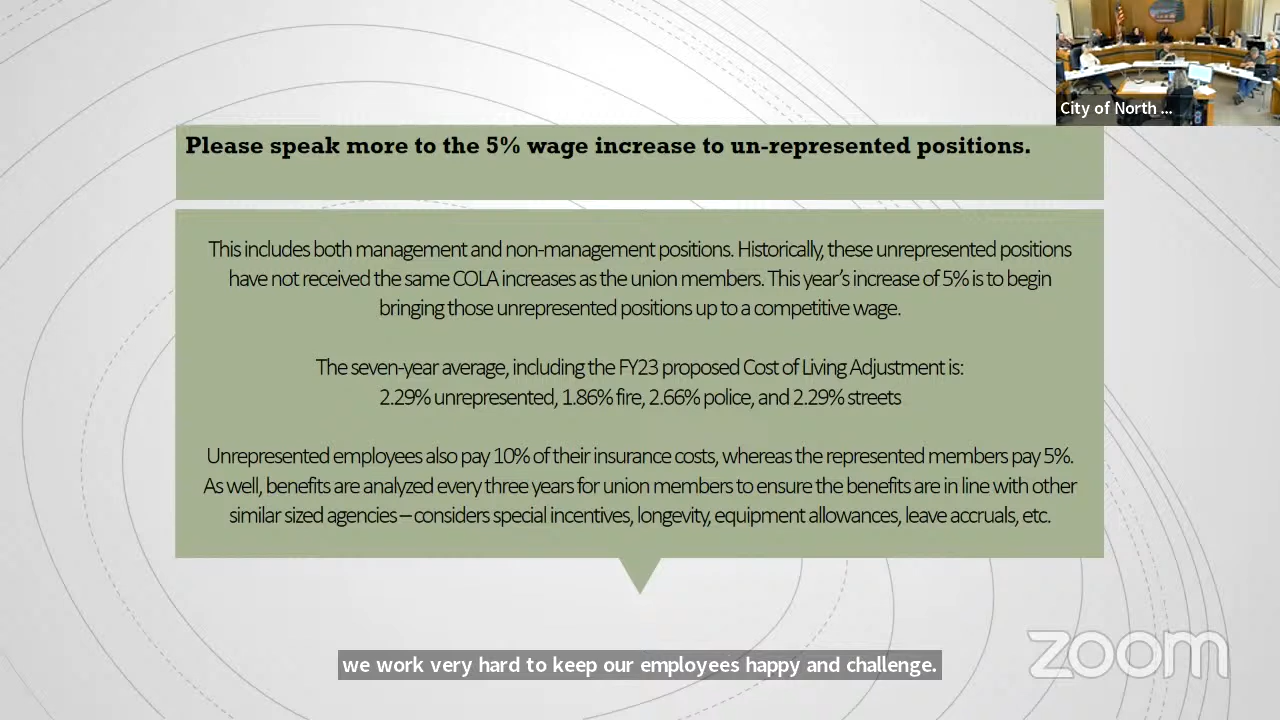 City of North ...
Please speak more to the 5% wage increase to un-represented positions.
This includes both management and non-management positions. Historically, these unrepresented positions
have not received the same COLA increases as the union members. This year's increase of 5% is to begin
bringing those unrepresented positions up to a competitive wage.
The seven-year average, including the FY23 proposed Cost of Living Adjustment is:
2.29% unrepresented, 1.86% fire, 2.66% police, and 2.29% streets
Unrepresented employees also pay 10% of their insurance costs, whereas the represented members pay 5%.
As well, benefits are analyzed every three years for union members to ensure the benefits are in line with other
similar sized agencies – considers special incentives, longevity, equipment allowances, leave accruals, etc.
zoom
we work very hard to keep our employees happy and challenge.